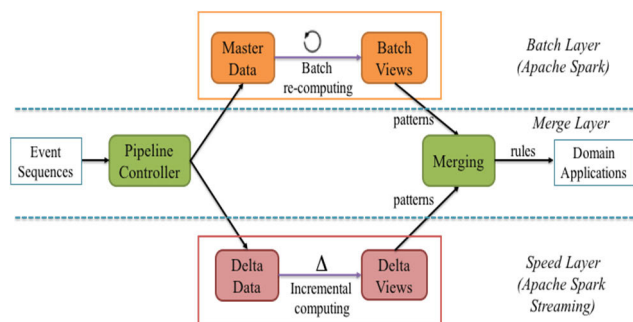 Master
Data
Batch
re-computing
Batch
Views
Batch Layer
(Apache Spark)
patterns
Merge Layer
Event
Sequences
Pipeline
Controller
Merging
rules
Domain
Applications
patterns
Delta
Data
Δ
Incremental
computing
Delta
Views
Speed Layer
(Apache Spark
Streaming)